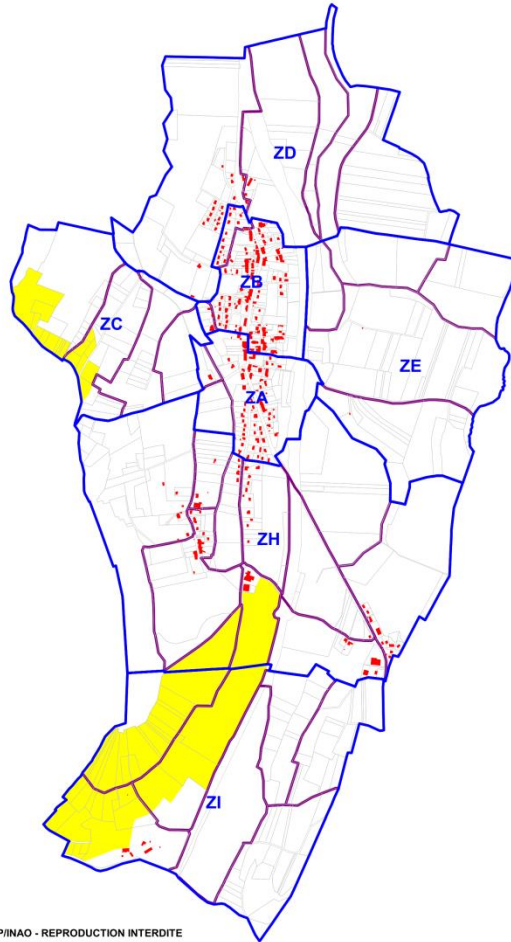 ZD
ZB
ZC
ZE
ZA
ZH
ZI
P/INAO - REPRODUCTION INTERDITE